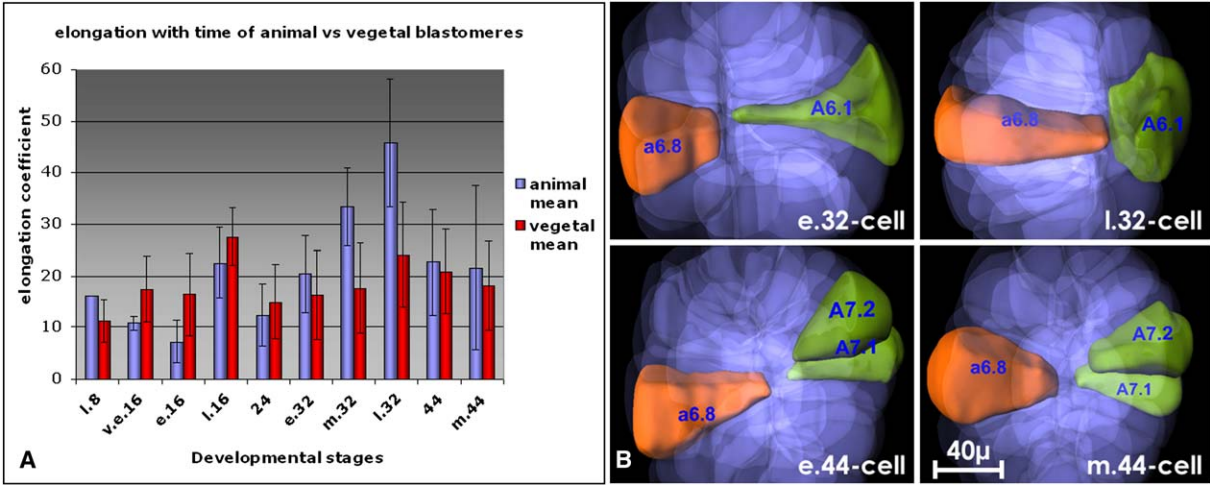 elongation with time of animal vs vegetal blastomeres
elongation coefficient
60
50
40
30
20
10
0
l.8
v.e.16
e.16
l.16
24
e.32
m.32
l.32
44
m.44
Developmental stages
animal
mean
vegetal
mean
A
a6.8
A6.1
e.32-cell
a6.8
A6.1
l.32-cell
A7.2
A7.1
a6.8
e.44-cell
B
A7.2
a6.8
A7.1
40µ
m.44-cell